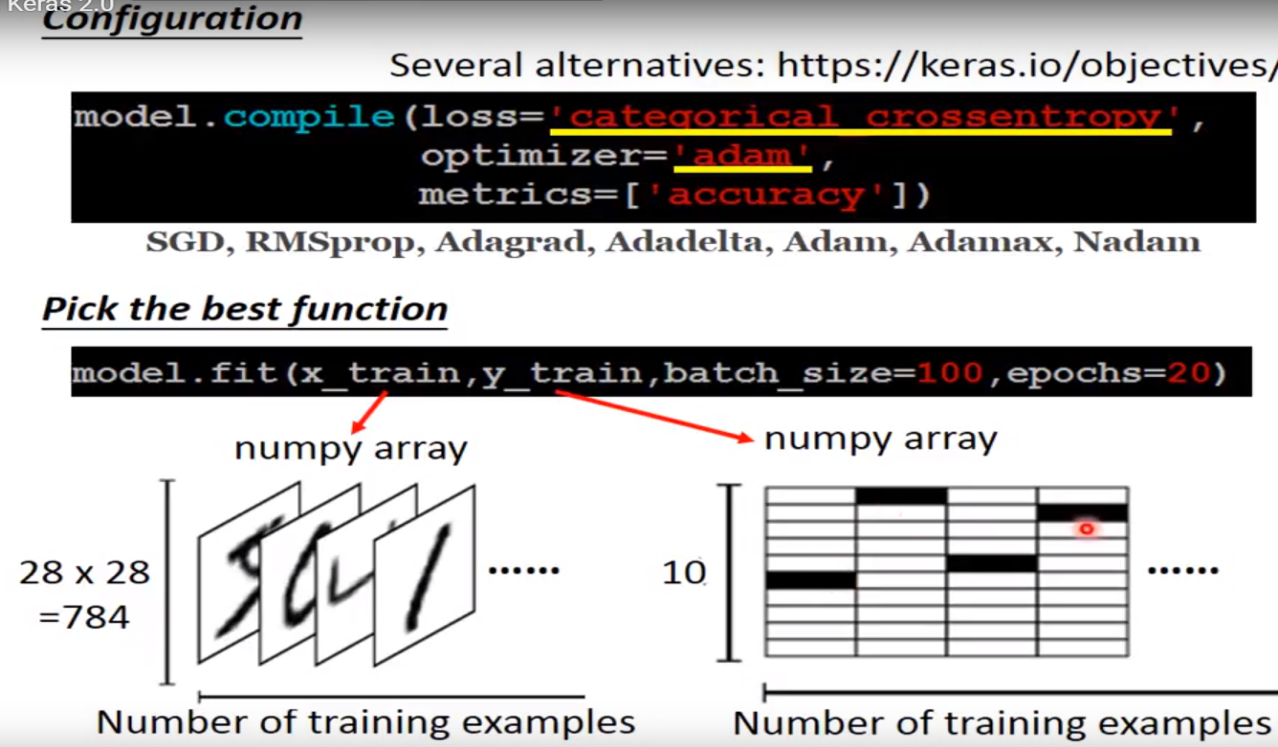 Keras 2.0
Configuration
Several alternatives: https://keras.io/objectives/
model.compile(loss='categorical_crossentropy',
optimizer='adam',
metrics=['accuracy'])
SGD, RMSprop, Adagrad, Adadelta, Adam, Adamax, Nadam
Pick the best function
model.fit(x_train,y_train,batch_size=100,epochs=20)
numpy array
numpy array
28 x 28
=784
......
10
......
Number of training examples
Number of training examples